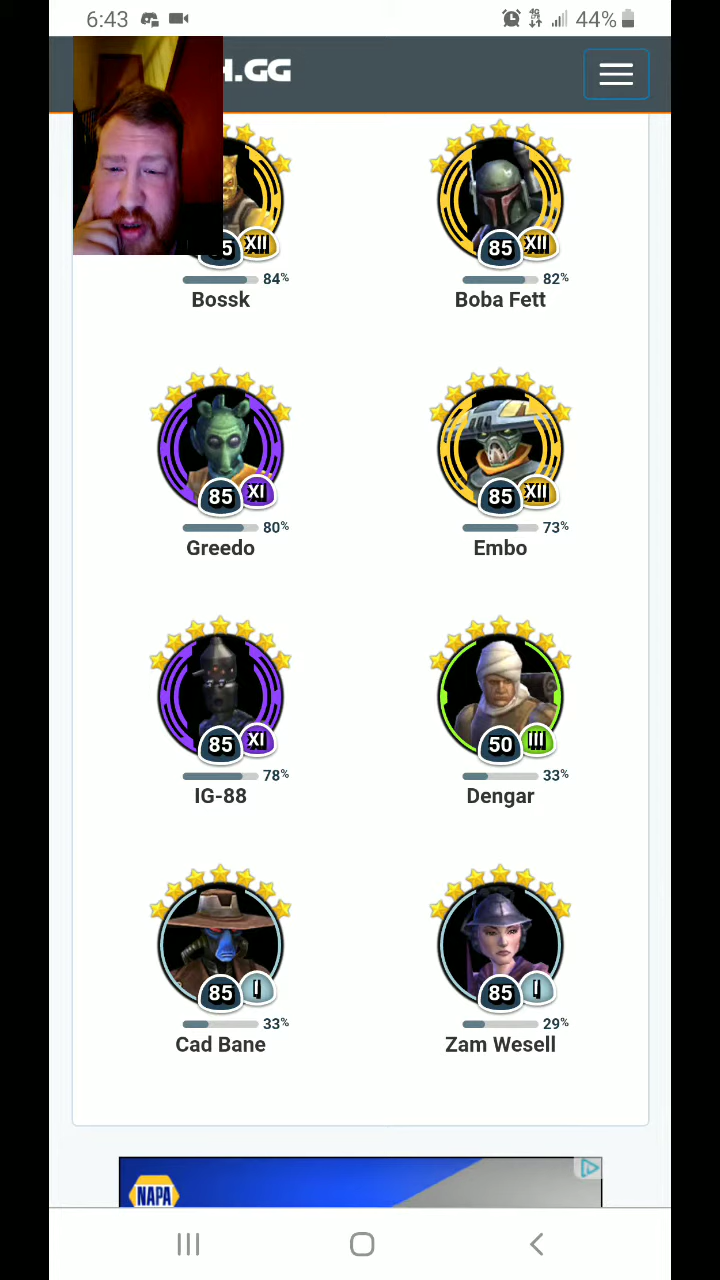 6:43
44%
H.GG
85 XII
84%
Bossk
85 XII
82%
Boba Fett
85 XI
80%
Greedo
85 XII
73%
Embo
85 XI
78%
IG-88
50 III
33%
Dengar
85 I
33%
Cad Bane
85 I
29%
Zam Wesell
NAPA